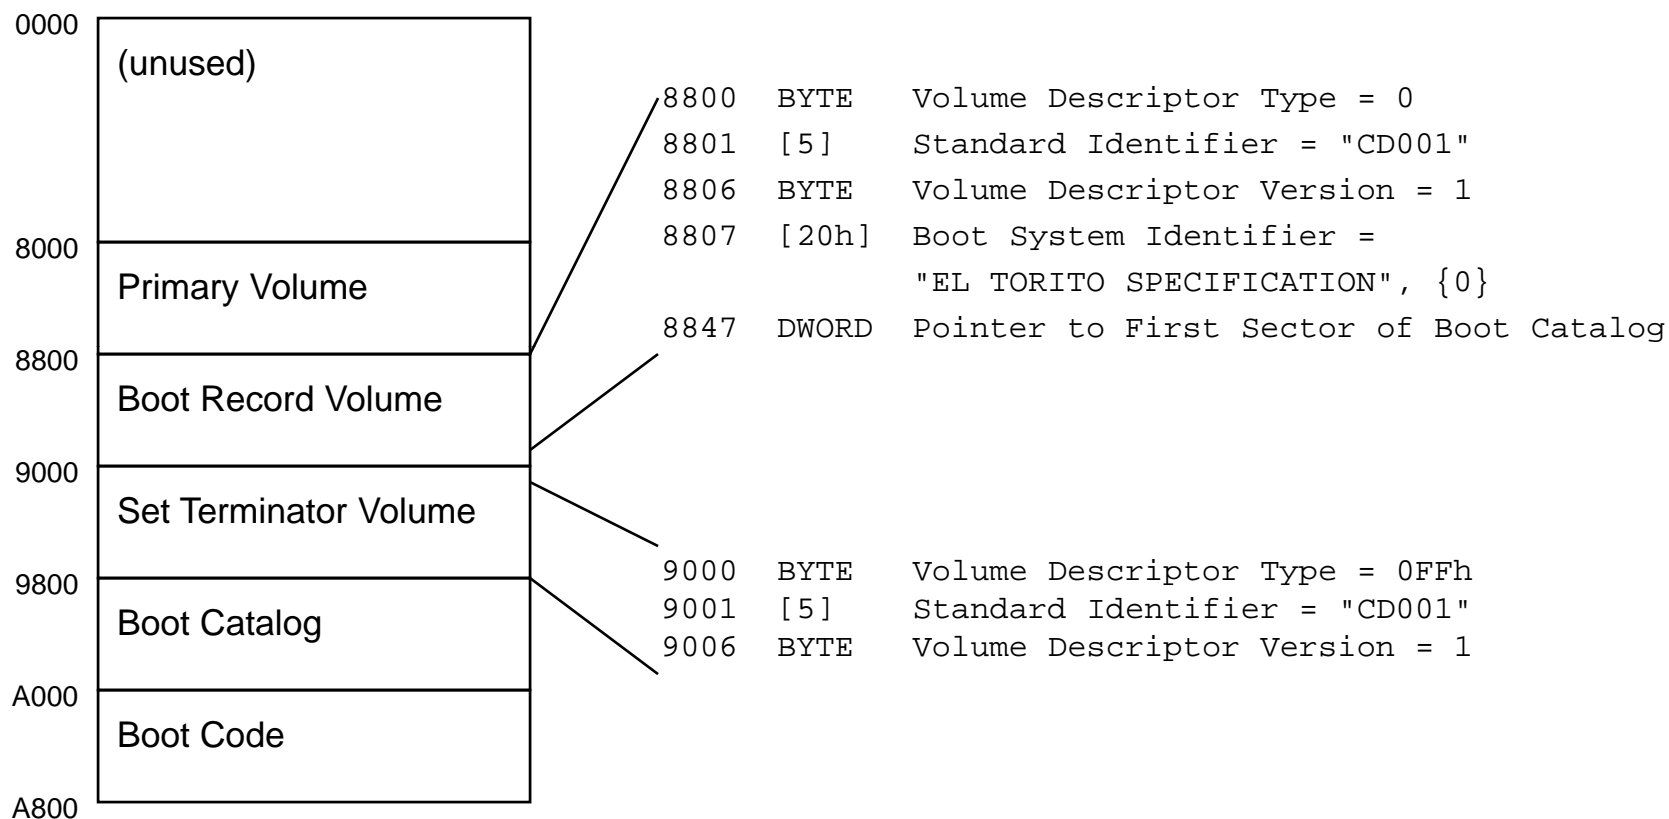 0000
(unused)
8000
Primary Volume
8800
Boot Record Volume
9000
Set Terminator Volume
9800
Boot Catalog
A000
Boot Code
A800
8800 BYTE Volume Descriptor Type = 0
8801 [5] Standard Identifier = "CD001"
8806 BYTE Volume Descriptor Version = 1
8807 [20h] Boot System Identifier =
"EL TORITO SPECIFICATION", {0}
8847 DWORD Pointer to First Sector of Boot Catalog
9000 BYTE Volume Descriptor Type = 0FFh
9001 [5] Standard Identifier = "CD001"
9006 BYTE Volume Descriptor Version = 1